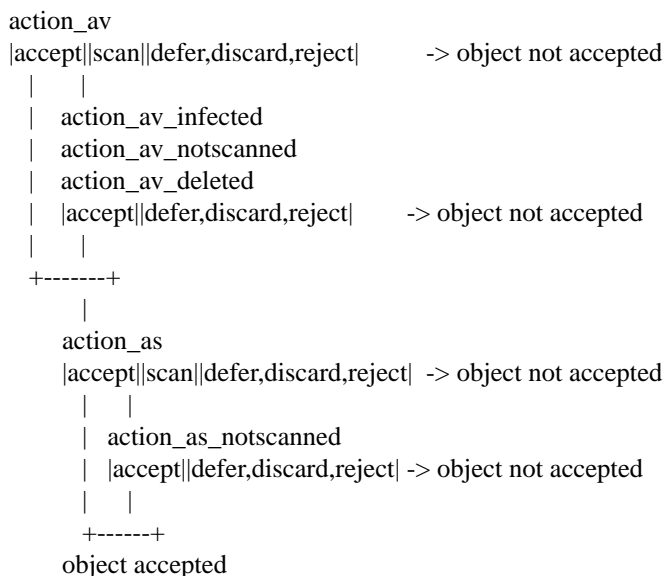 action_av
|accept||scan||defer,discard,reject| -> object not accepted
| |
| action_av_infected
| action_av_notscanned
| action_av_deleted
| |accept||defer,discard,reject| -> object not accepted
| |
+-------+
|
action_as
|accept||scan||defer,discard,reject| -> object not accepted
| |
| action_as_notscanned
| |accept||defer,discard,reject| -> object not accepted
| |
+------+
object accepted